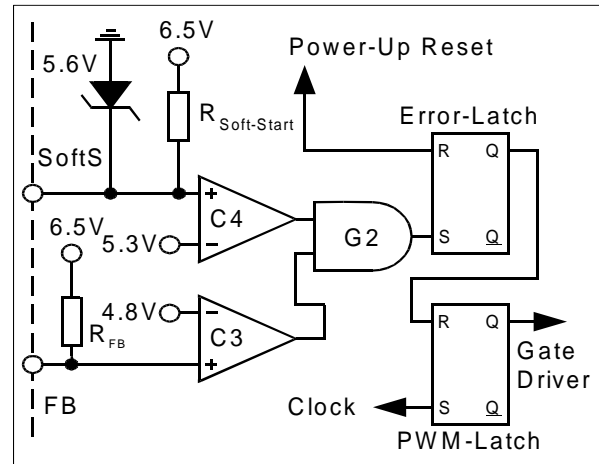 6.5V
Power-Up Reset
5.6V
R Soft-Start
Error-Latch
SoftS
R Q
+
C4
G2
6.5V
5.3V
-
S Q
4.8V
-
R Q
R FB
C3
Gate
Driver
+
FB
Clock
S Q
PWM-Latch